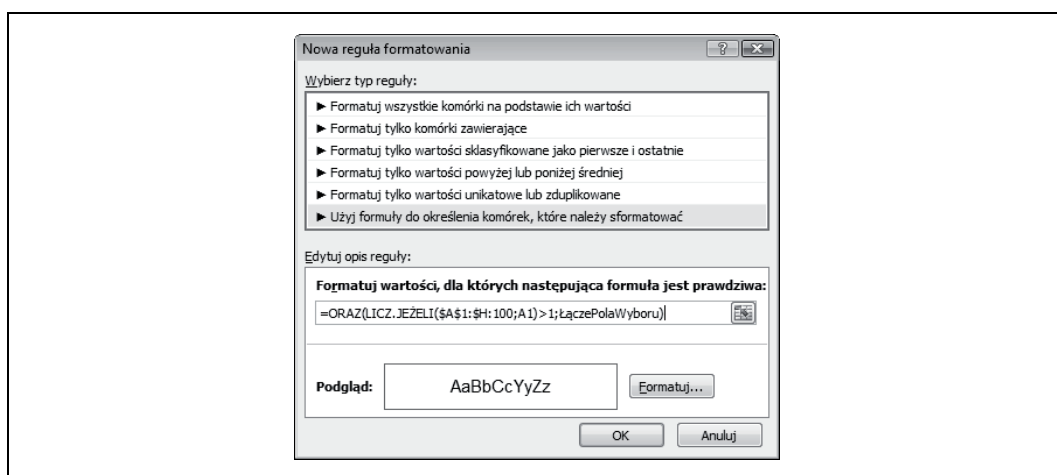 Nowa reguła formatowania
Wybierz typ reguły:
► Formatuj wszystkie komórki na podstawie ich wartości
► Formatuj tylko komórki zawierające
► Formatuj tylko wartości sklasyfikowane jako pierwsze i ostatnie
► Formatuj tylko wartości powyżej lub poniżej średniej
► Formatuj tylko wartości unikatowe lub zduplikowane
► Użyj formuły do określenia komórek, które należy sformatować
Edytuj opis reguły:
Formatuj wartości, dla których następująca formuła jest prawdziwa:
=ORAZ(LICZ.JEŻELI($A$1:$H:100;A1)>1;ŁączePolaWyboru)
Podgląd:
AaBbCcYyZz
Formatuj...
OK
Anuluj